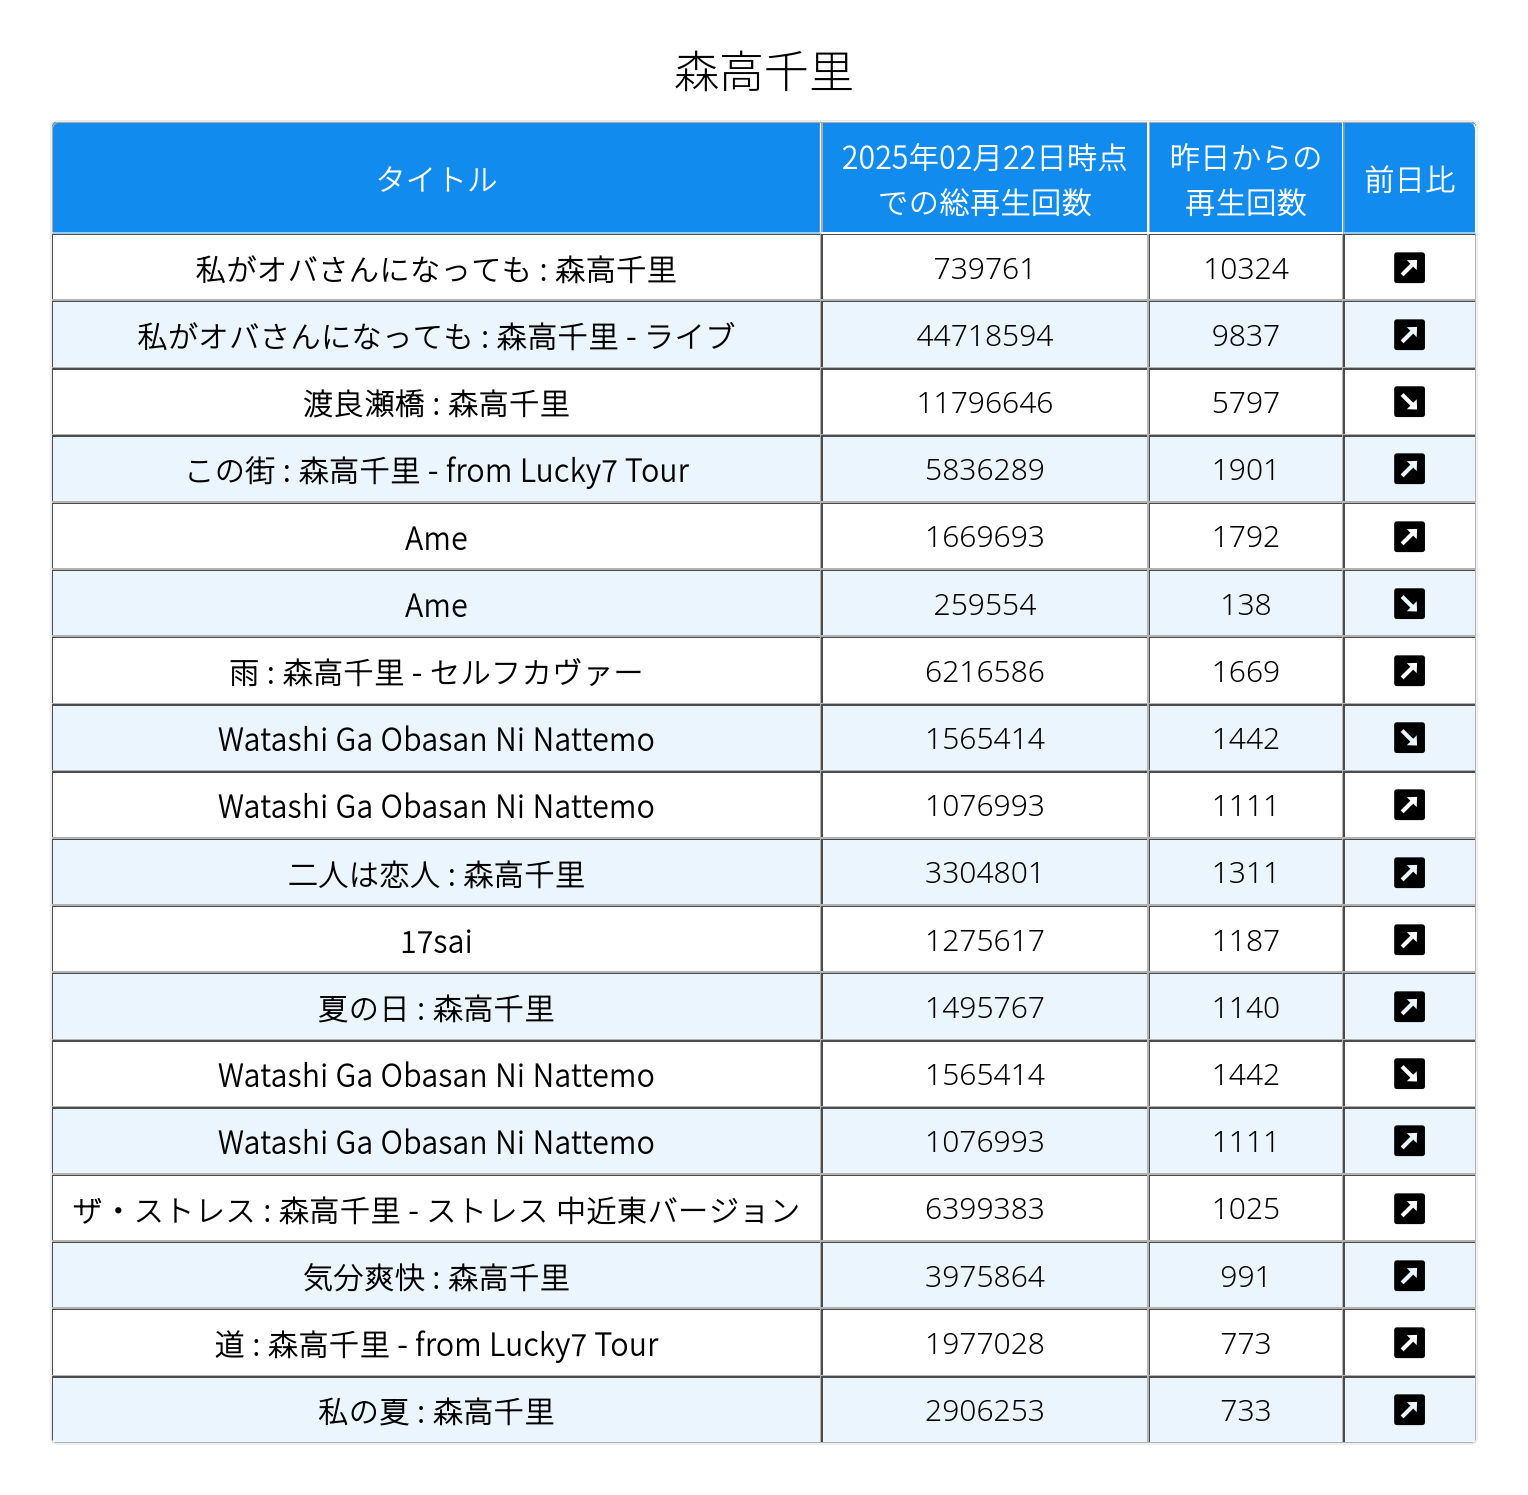 森高千里
タイトル 2025年02月22日時点での総再生回数 昨日からの再生回数 前日比
私がオバさんになっても : 森高千里 739761 10324 ↗
私がオバさんになっても : 森高千里 - ライブ 44718594 9837 ↗
渡良瀬橋 : 森高千里 11796646 5797 ↘
この街 : 森高千里 - from Lucky7 Tour 5836289 1901 ↗
Ame 1669693 1792 ↗
Ame 259554 138 ↘
雨 : 森高千里 - セルフカヴァー 6216586 1669 ↗
Watashi Ga Obasan Ni Nattemo 1565414 1442 ↘
Watashi Ga Obasan Ni Nattemo 1076993 1111 ↗
二人は恋人 : 森高千里 3304801 1311 ↗
17sai 1275617 1187 ↗
夏の日 : 森高千里 1495767 1140 ↗
Watashi Ga Obasan Ni Nattemo 1565414 1442 ↘
Watashi Ga Obasan Ni Nattemo 1076993 1111 ↗
ザ・ストレス : 森高千里 - ストレス 中近東バージョン 6399383 1025 ↗
気分爽快 : 森高千里 3975864 991 ↗
道 : 森高千里 - from Lucky7 Tour 1977028 773 ↗
私の夏 : 森高千里 2906253 733 ↗